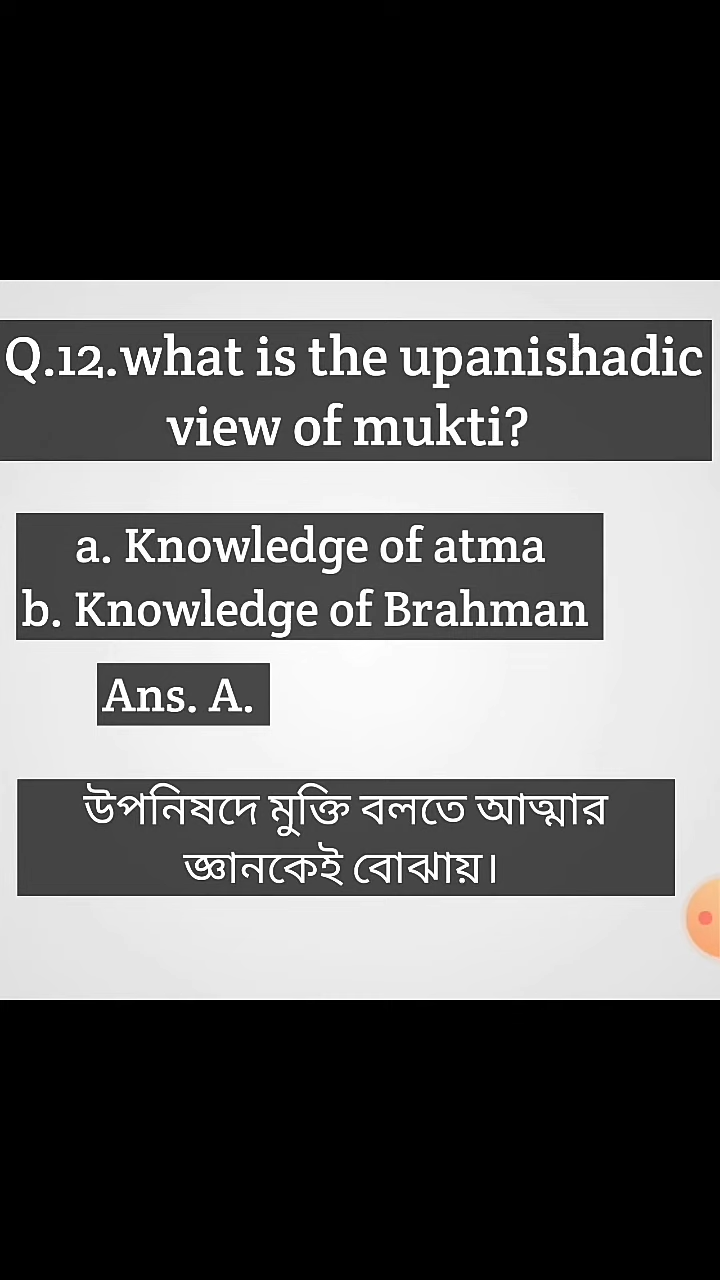 Q.12.what is the upanishadic
view of mukti?
a. Knowledge of atma
b. Knowledge of Brahman
Ans. A.
উপনিষদে মুক্তি বলতে আত্মার
জ্ঞানকেই বোঝায়।